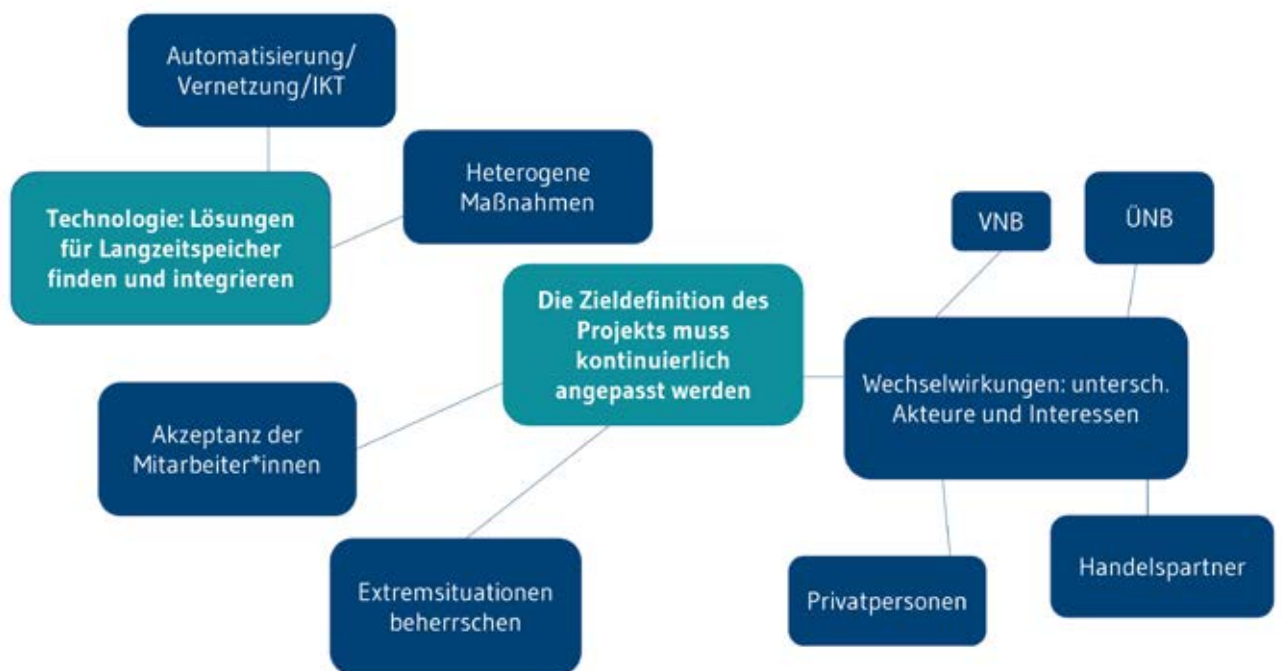 Automatisierung/
Vernetzung/IKT
Heterogene
Maßnahmen
Technologie: Lösungen
für Langzeitspeicher
finden und integrieren
VNB
ÜNB
Die Zieldefinition des
Projekts muss
kontinuierlich
angepasst werden
Wechselwirkungen: untersch.
Akteure und Interessen
Akzeptanz der
Mitarbeiter*innen
Extremsituationen
beherrschen
Privatpersonen
Handelspartner